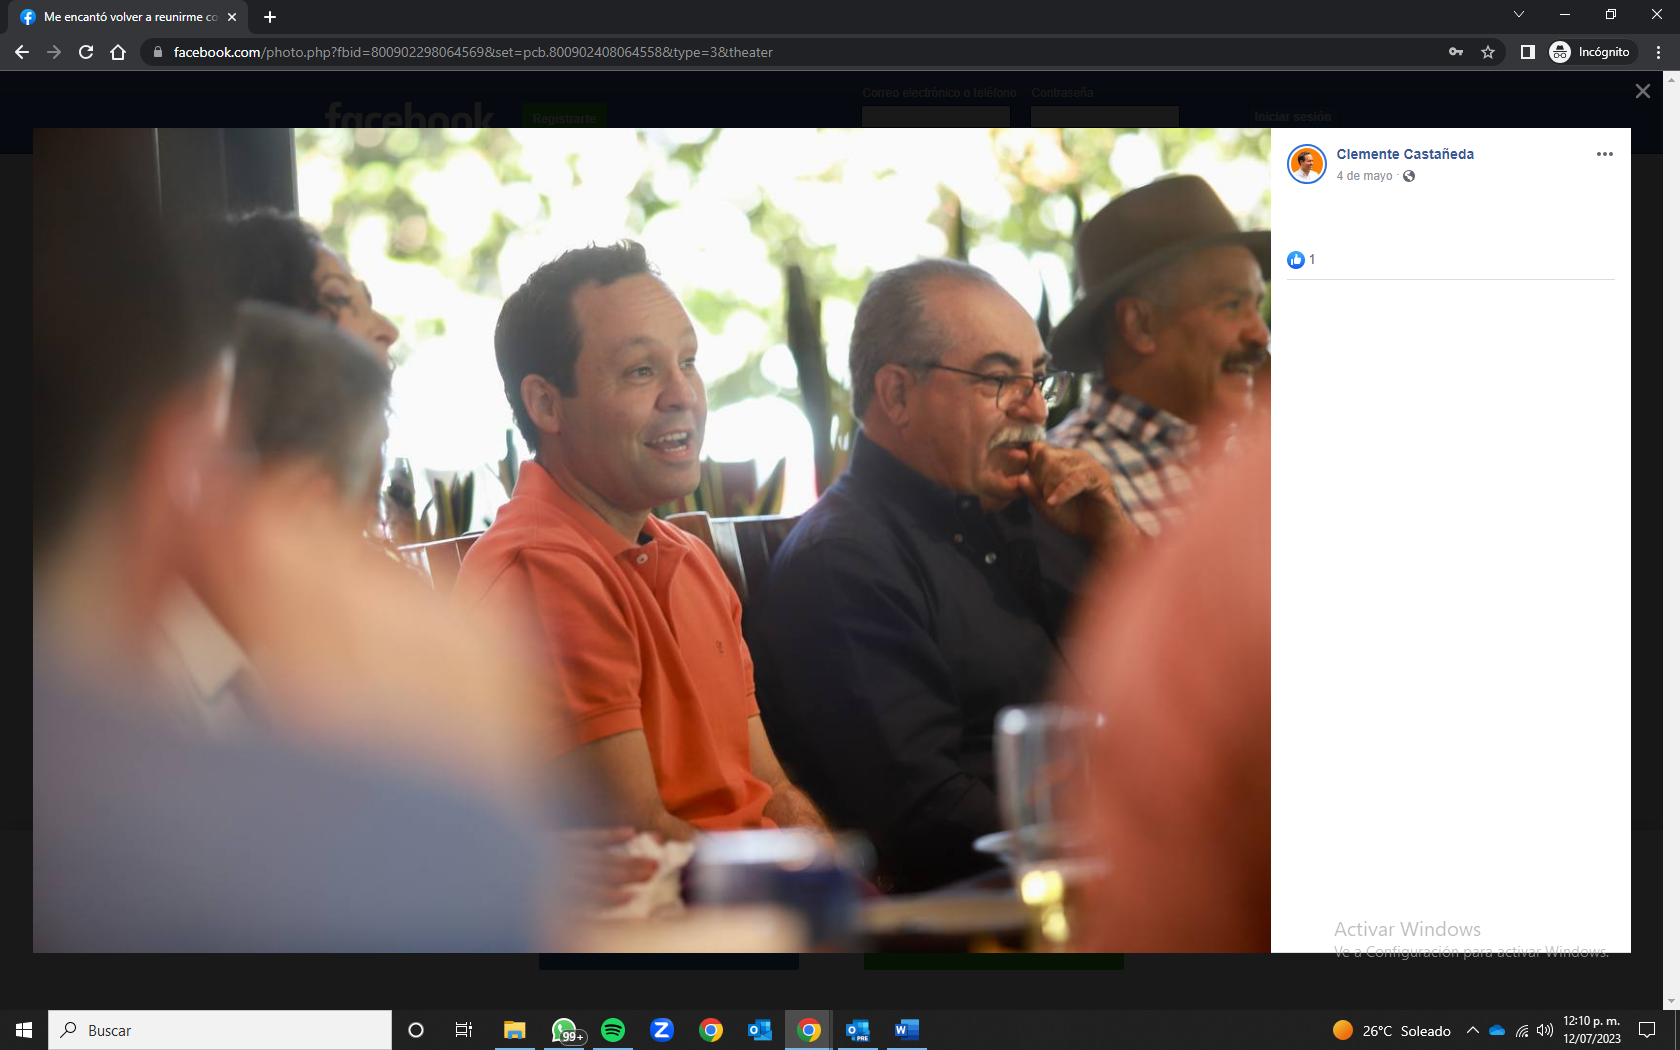 Me encantó volver a reunirme co
facebook.com/photo.php?fbid=800902298064569&set=pcb.800902408064558&type=3&theater
Incógnito
Correo electrónico o teléfono
Contraseña
facebook
Registrarte
Iniciar sesión
Clemente Castañeda
4 de mayo ·
1
Activar Windows
Ve a Configuración para activar Windows.
Buscar
99+
PRE
26°C Soleado
12:10 p. m.
12/07/2023